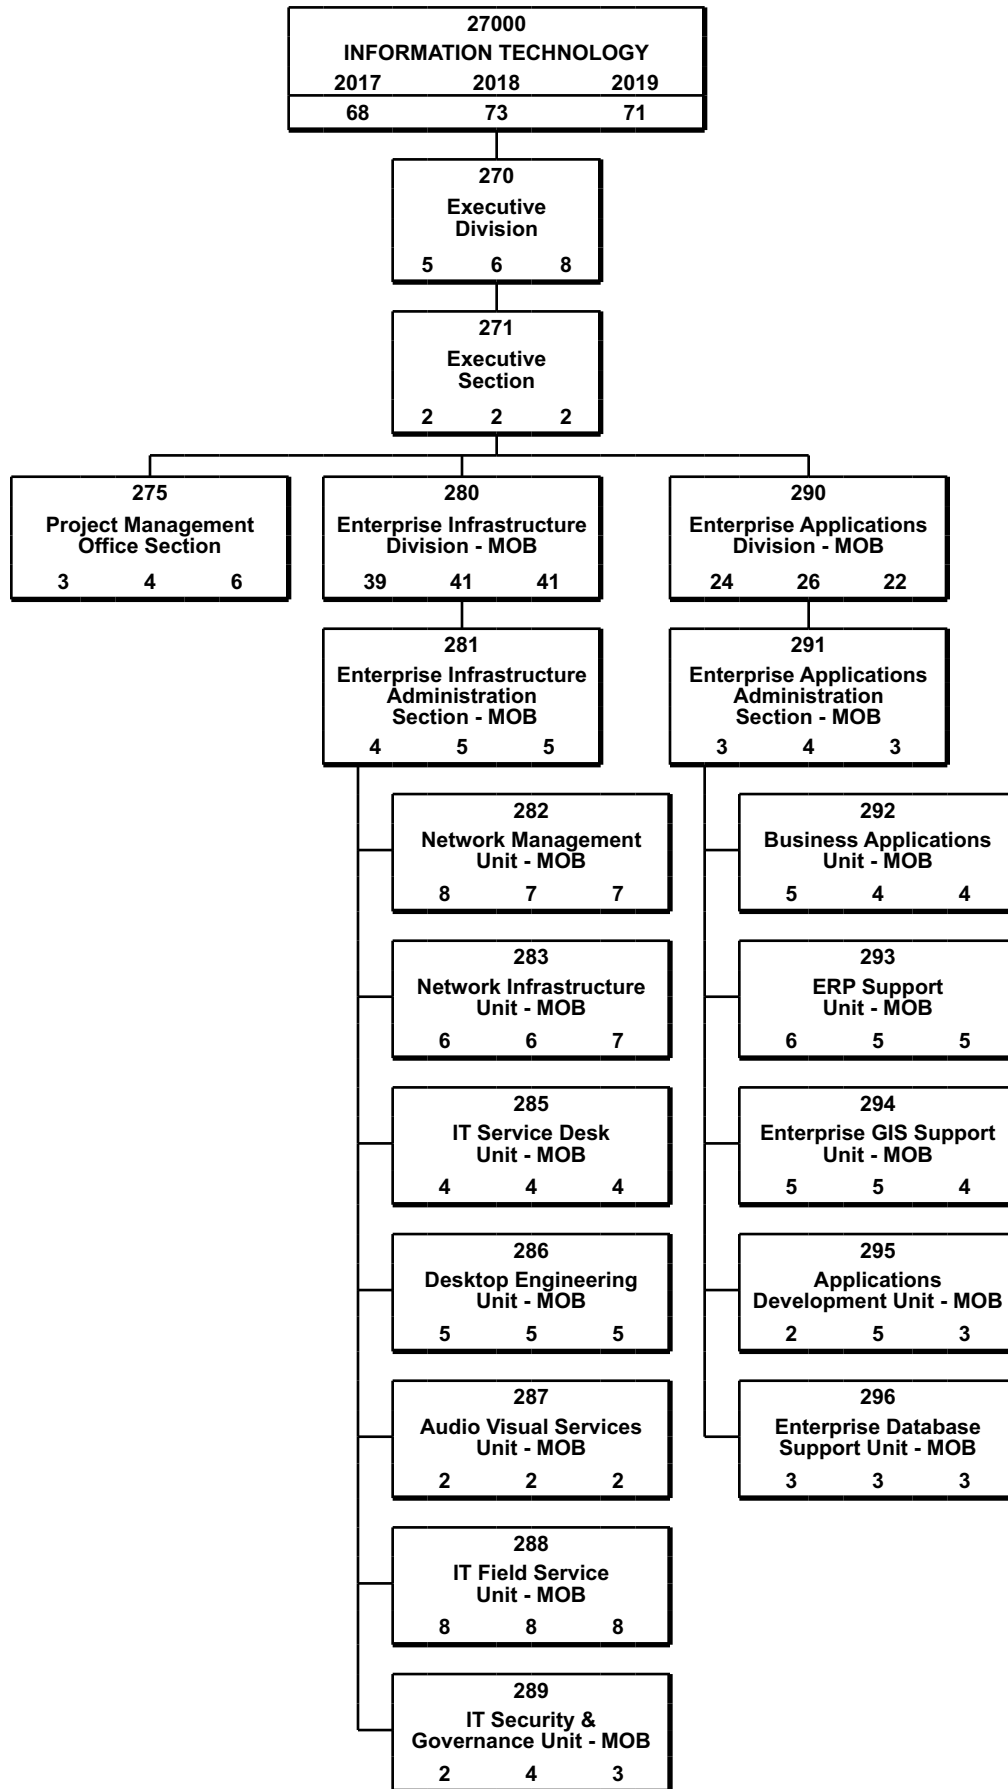 27000
INFORMATION TECHNOLOGY
2017 2018 2019
68 73 71
270
Executive
Division
5 6 8
271
Executive
Section
2 2 2
275
Project Management
Office Section
3 4 6
280
Enterprise Infrastructure
Division - MOB
39 41 41
290
Enterprise Applications
Division - MOB
24 26 22
281
Enterprise Infrastructure
Administration
Section - MOB
4 5 5
291
Enterprise Applications
Administration
Section - MOB
3 4 3
282
Network Management
Unit - MOB
8 7 7
283
Network Infrastructure
Unit - MOB
6 6 7
285
IT Service Desk
Unit - MOB
4 4 4
286
Desktop Engineering
Unit - MOB
5 5 5
287
Audio Visual Services
Unit - MOB
2 2 2
288
IT Field Service
Unit - MOB
8 8 8
289
IT Security &
Governance Unit - MOB
2 4 3
292
Business Applications
Unit - MOB
5 4 4
293
ERP Support
Unit - MOB
6 5 5
294
Enterprise GIS Support
Unit - MOB
5 5 4
295
Applications
Development Unit - MOB
2 5 3
296
Enterprise Database
Support Unit - MOB
3 3 3